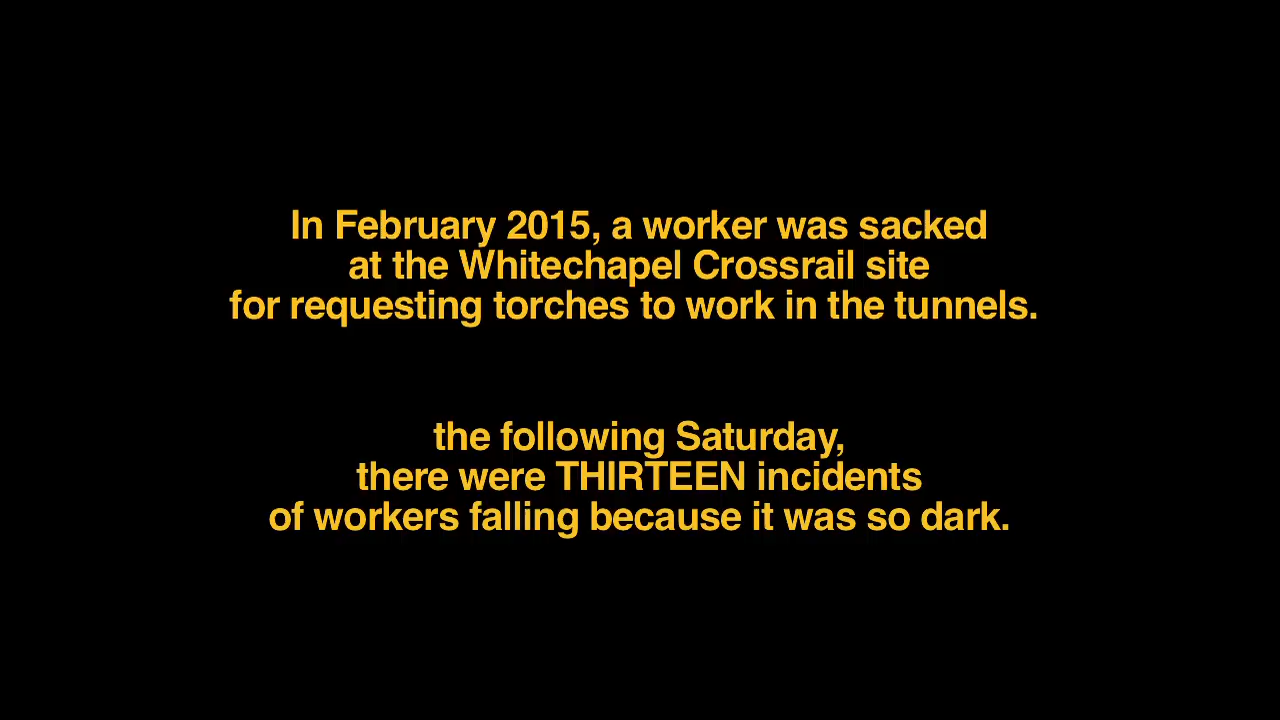 In February 2015, a worker was sacked
at the Whitechapel Crossrail site
for requesting torches to work in the tunnels.
the following Saturday,
there were THIRTEEN incidents
of workers falling because it was so dark.